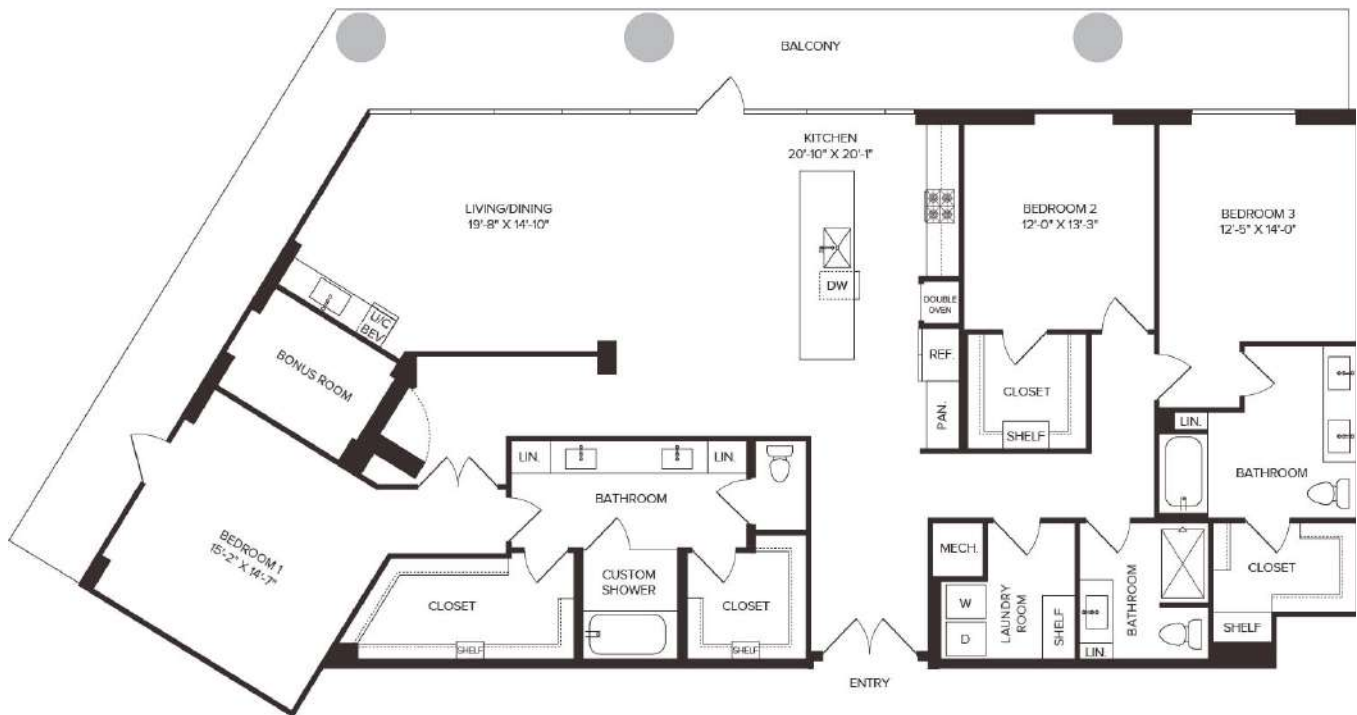 BALCONY
KITCHEN
20'-10" X 20'-1"
LIVING/DINING
19'-8" X 14'-10"
BEDROOM 2
12'-0" X 13'-3"
BEDROOM 3
12'-5" X 14'-0"
DW
DOUBLE
OVEN
U/C
BEV
REF.
BONUS ROOM
CLOSET
PAN.
SHELF
LIN.
LIN.
LIN.
BATHROOM
BATHROOM
BEDROOM 1
15'-2" X 14'-7"
MECH.
CUSTOM
SHOWER
CLOSET
CLOSET
W
D
LAUNDRY
ROOM
SHELF
BATHROOM
CLOSET
SHELF
SHELF
SHELF
LIN.
ENTRY